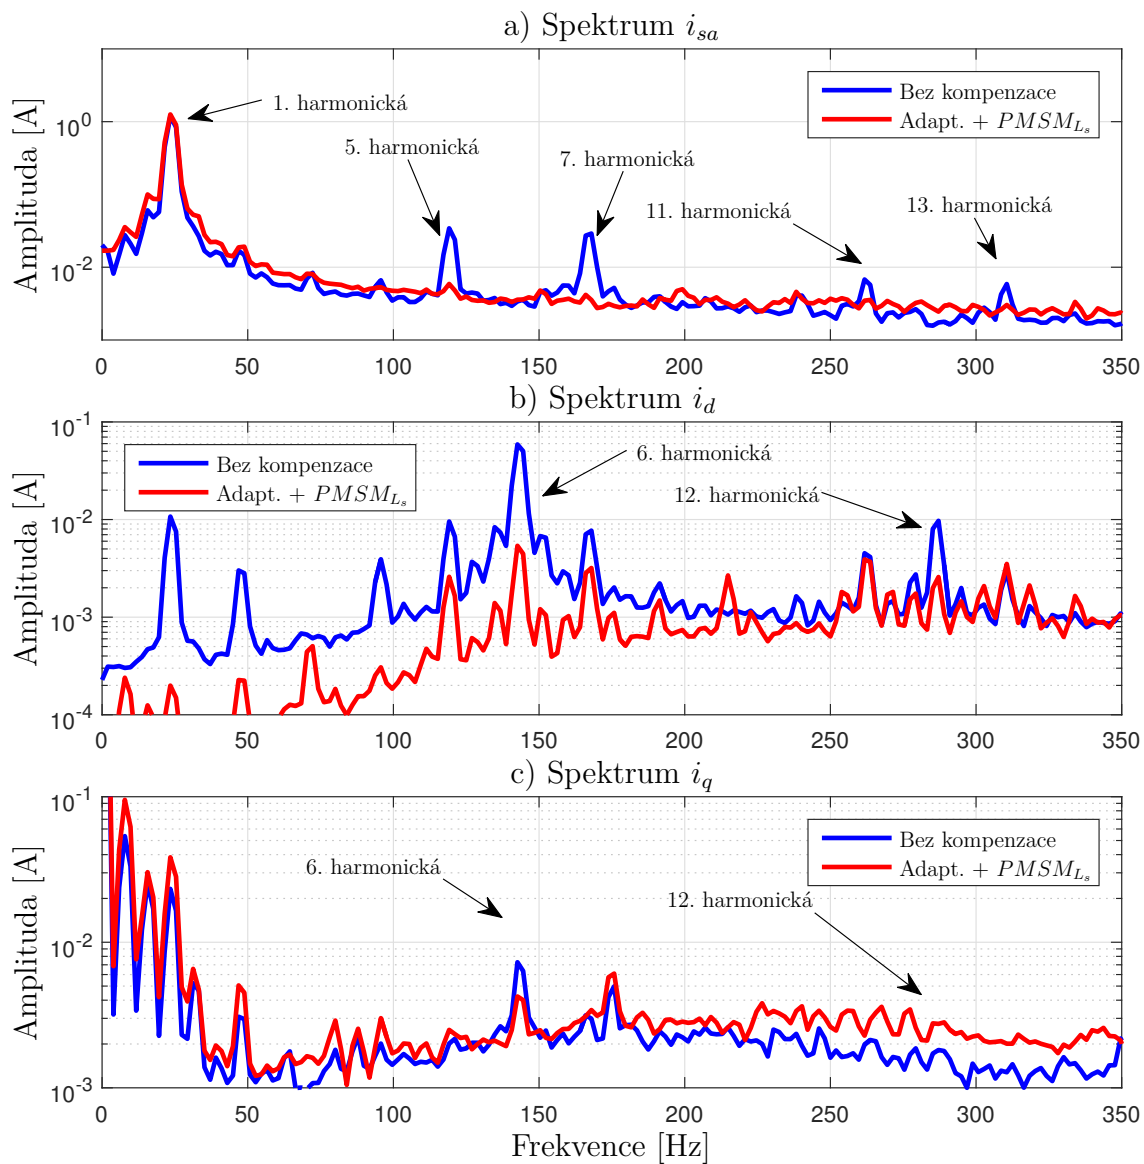 a) Spektrum i_sa
Amplituda [A]
10^0
10^-2
1. harmonická
5. harmonická
7. harmonická
11. harmonická
13. harmonická
Bez kompenzace
Adapt. + PMSM_Ls
0 50 100 150 200 250 300 350
b) Spektrum i_d
Amplituda [A]
10^-1
10^-2
10^-3
10^-4
Bez kompenzace
Adapt. + PMSM_Ls
6. harmonická
12. harmonická
0 50 100 150 200 250 300 350
c) Spektrum i_q
Amplituda [A]
10^-1
10^-2
10^-3
6. harmonická
12. harmonická
Bez kompenzace
Adapt. + PMSM_Ls
0 50 100 150 200 250 300 350
Frekvence [Hz]